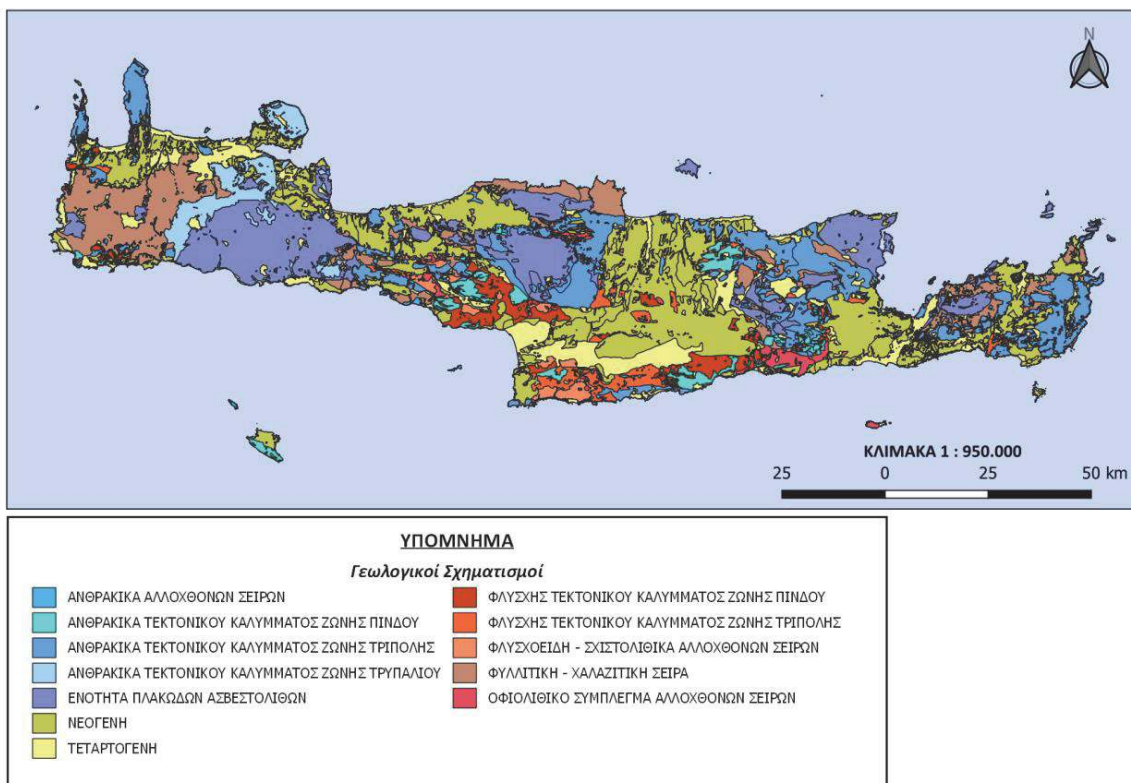 N
ΚΛΙΜΑΚΑ 1 : 950.000
25 0 25 50 km
ΥΠΟΜΝΗΜΑ
Γεωλογικοί Σχηματισμοί
ΑΝΘΡΑΚΙΚΑ ΑΛΛΟΧΘΟΝΩΝ ΣΕΙΡΩΝ
ΑΝΘΡΑΚΙΚΑ ΤΕΚΤΟΝΙΚΟΥ ΚΑΛΥΜΜΑΤΟΣ ΖΩΝΗΣ ΠΙΝΔΟΥ
ΑΝΘΡΑΚΙΚΑ ΤΕΚΤΟΝΙΚΟΥ ΚΑΛΥΜΜΑΤΟΣ ΖΩΝΗΣ ΤΡΙΠΟΛΗΣ
ΑΝΘΡΑΚΙΚΑ ΤΕΚΤΟΝΙΚΟΥ ΚΑΛΥΜΜΑΤΟΣ ΖΩΝΗΣ ΤΡΥΠΑΛΙΟΥ
ΕΝΟΤΗΤΑ ΠΛΑΚΩΔΩΝ ΑΣΒΕΣΤΟΛΙΘΩΝ
ΝΕΟΓΕΝΗ
ΤΕΤΑΡΤΟΓΕΝΗ
ΦΛΥΣΧΗΣ ΤΕΚΤΟΝΙΚΟΥ ΚΑΛΥΜΜΑΤΟΣ ΖΩΝΗΣ ΠΙΝΔΟΥ
ΦΛΥΣΧΗΣ ΤΕΚΤΟΝΙΚΟΥ ΚΑΛΥΜΜΑΤΟΣ ΖΩΝΗΣ ΤΡΙΠΟΛΗΣ
ΦΛΥΣΧΟΕΙΔΗ - ΣΧΙΣΤΟΛΙΘΙΚΑ ΑΛΛΟΧΘΟΝΩΝ ΣΕΙΡΩΝ
ΦΥΛΛΙΤΙΚΗ - ΧΑΛΑΖΙΤΙΚΗ ΣΕΙΡΑ
ΟΦΙΟΛΙΘΙΚΟ ΣΥΜΠΛΕΓΜΑ ΑΛΛΟΧΘΟΝΩΝ ΣΕΙΡΩΝ